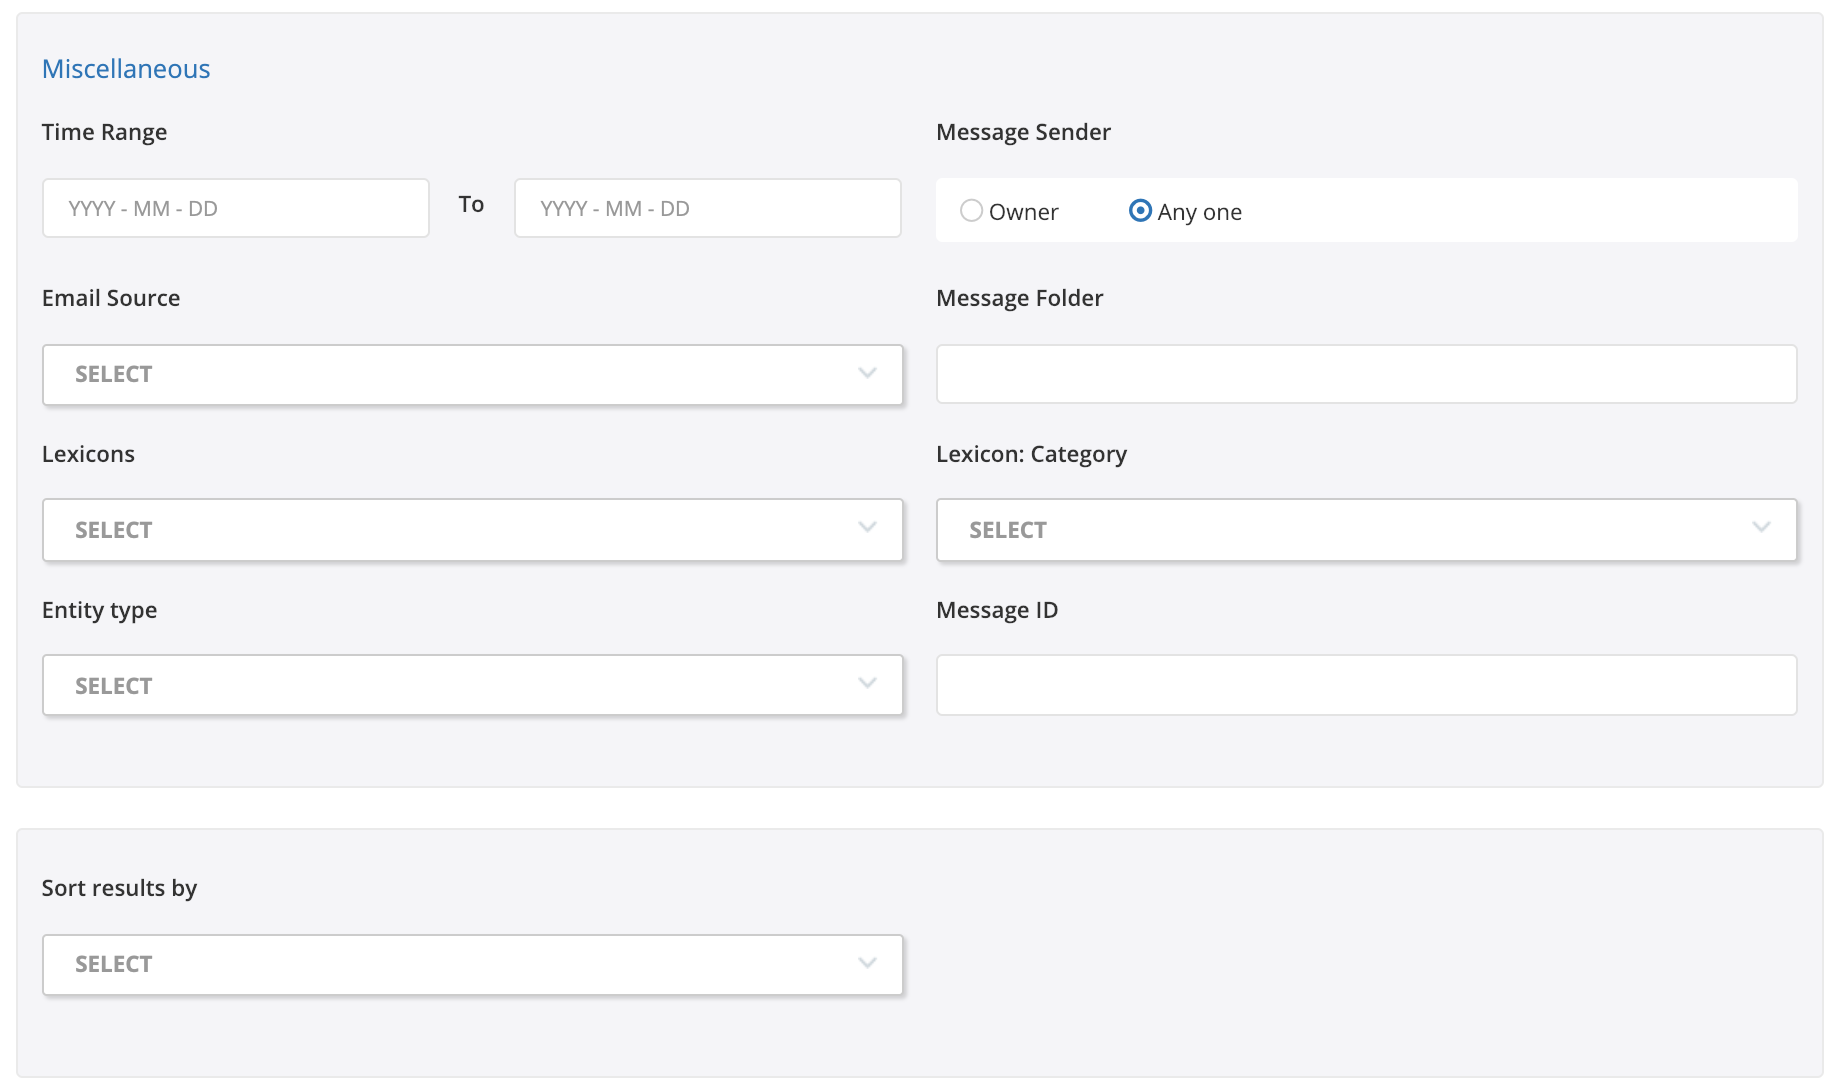 Miscellaneous
Time Range
Message Sender
YYYY - MM - DD
To
YYYY - MM - DD
Owner
Any one
Email Source
Message Folder
SELECT
Lexicons
Lexicon: Category
SELECT
SELECT
Entity type
Message ID
SELECT
Sort results by
SELECT